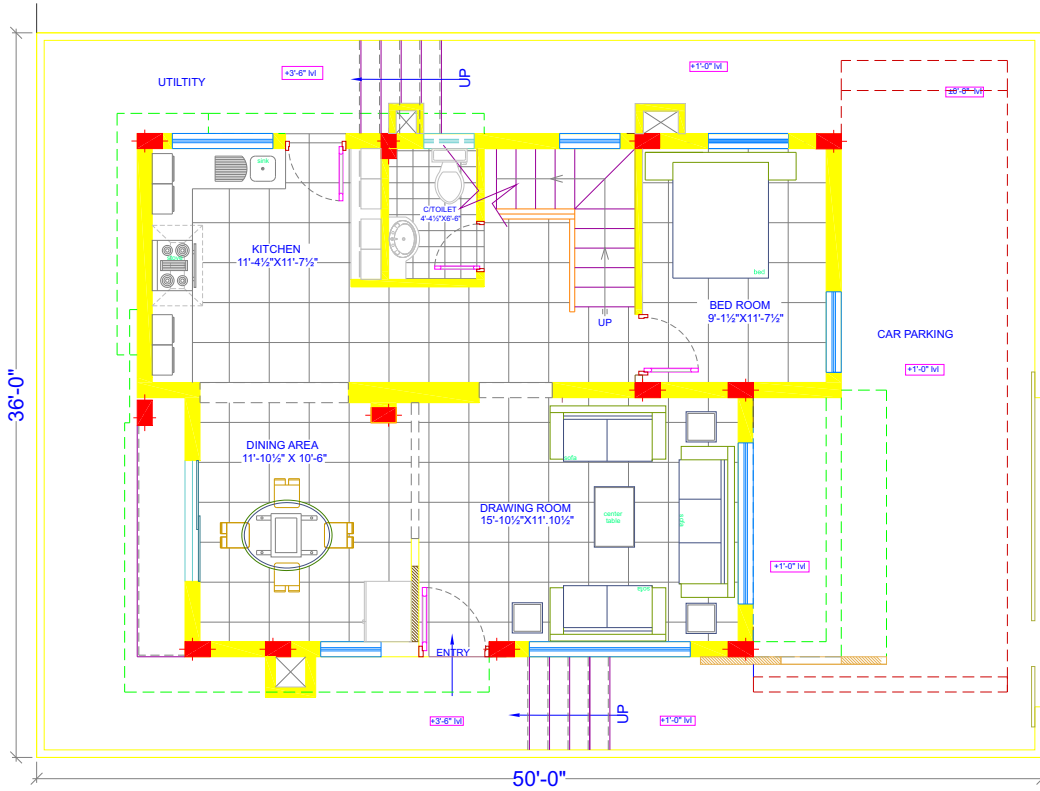 UTILTITY
+3'-6" lvl
UP
+1'-0" lvl
±0'-0" lvl
sink
C/TOILET
4'-4½"X6'-6"
KITCHEN
11'-4½"X11'-7½"
bed
BED ROOM
9'-1½"X11'-7½"
UP
CAR PARKING
+1'-0" lvl
36'-0"
DINING AREA
11'-10½" X 10'-6"
sofa
DRAWING ROOM
15'-10½"X11'.10½"
center
table
sofa
+1'-0" lvl
sofa
ENTRY
+3'-6" lvl
UP
+1'-0" lvl
50'-0"